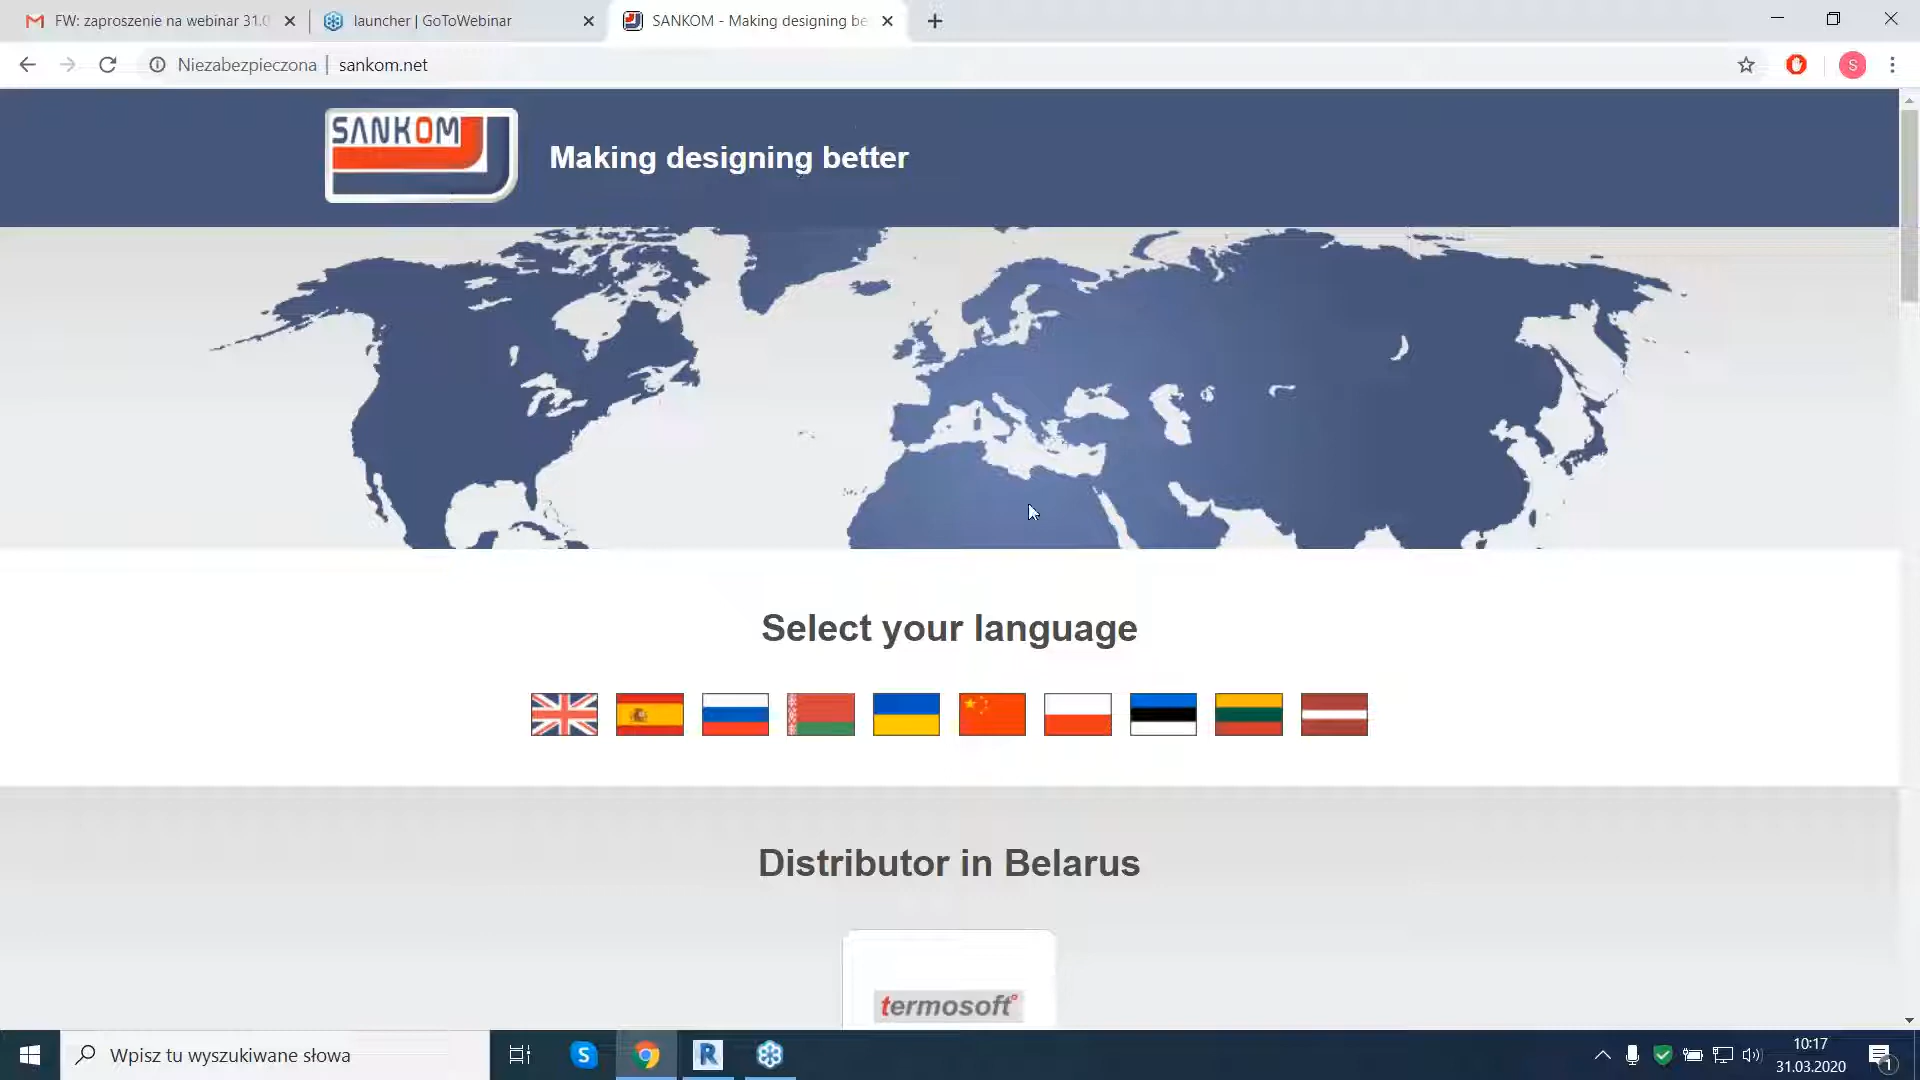 FW: zaproszenie na webinar 31.0
launcher | GoToWebinar
SANKOM - Making designing be
Niezabezpieczona
sankom.net
S
SANKOM
Making designing better
Select your language
Distributor in Belarus
termosoft°
Wpisz tu wyszukiwane słowa
S
R
10:17
31.03.2020
1